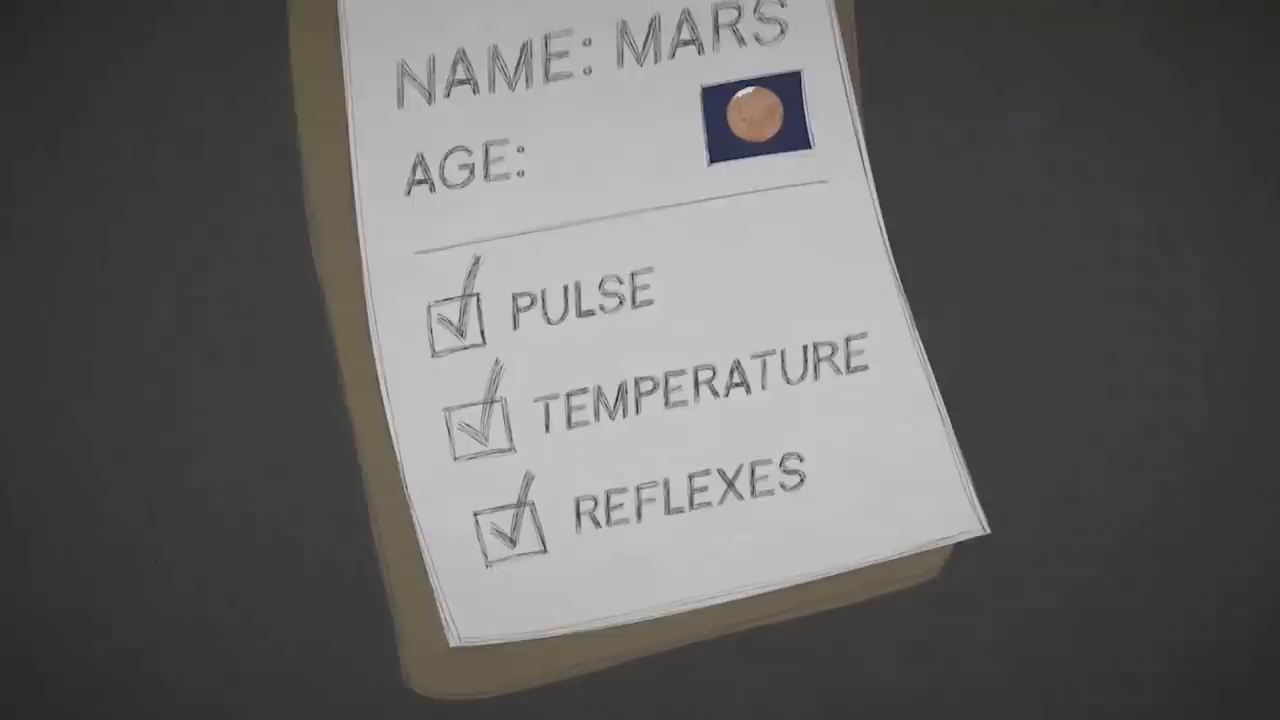 NAME: MARS
AGE:
PULSE
TEMPERATURE
REFLEXES